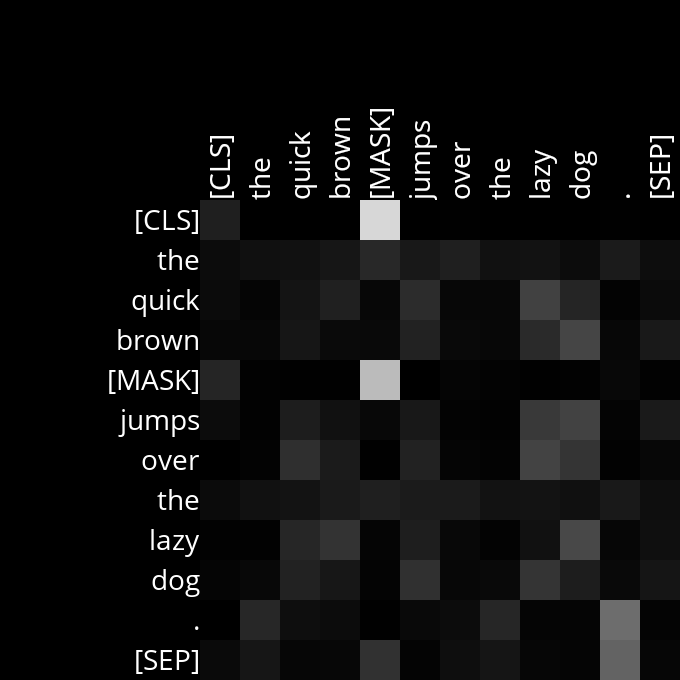 [CLS] the quick brown [MASK] jumps over the lazy dog . [SEP]
[CLS]
the
quick
brown
[MASK]
jumps
over
the
lazy
dog
.
[SEP]